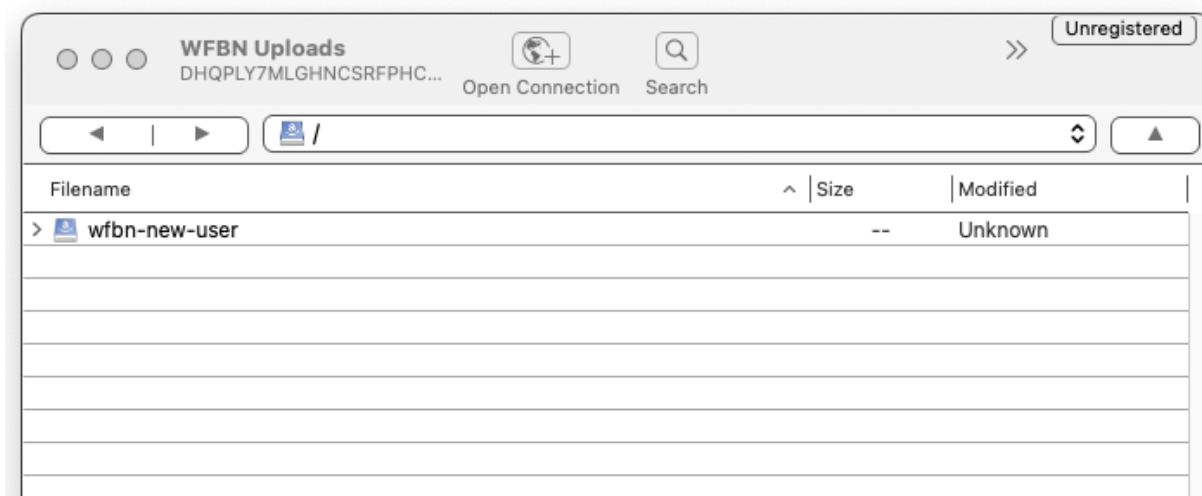 Unregistered
WFBN Uploads
DHQPLY7MLGHNCSRFPHC...
Open Connection
Search
/
Filename
Size
Modified
wfbn-new-user
--
Unknown